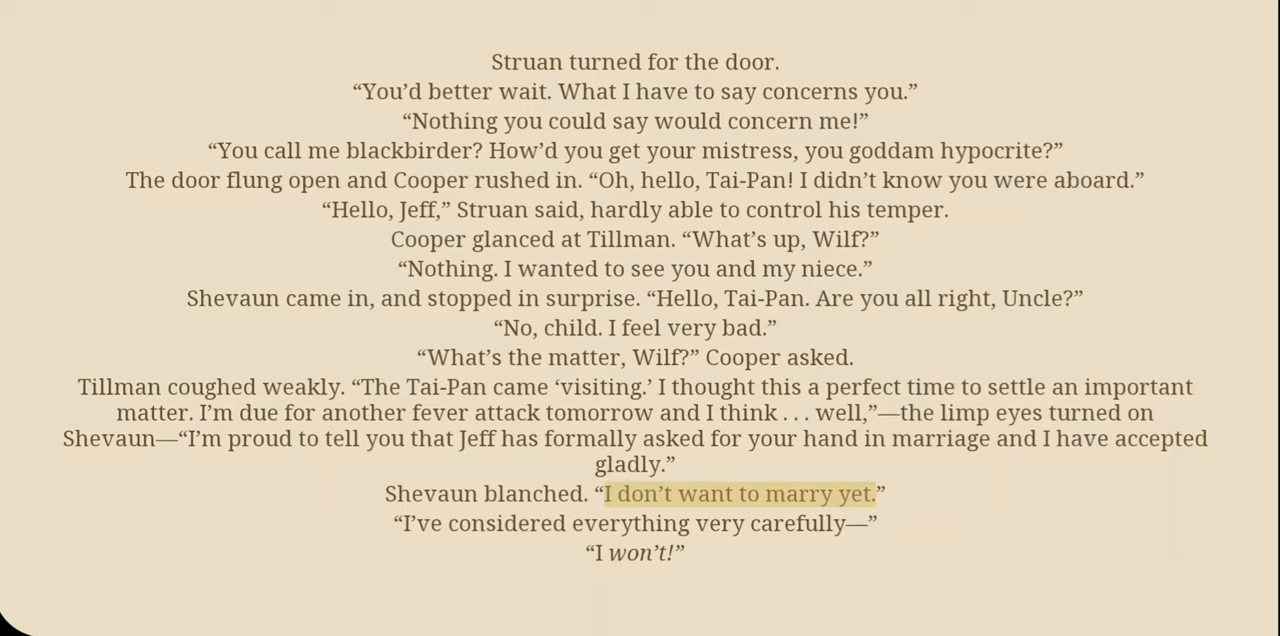 Struan turned for the door.
“You’d better wait. What I have to say concerns you.”
“Nothing you could say would concern me!”
“You call me blackbirder? How’d you get your mistress, you goddam hypocrite?”
The door flung open and Cooper rushed in. “Oh, hello, Tai-Pan! I didn’t know you were aboard.”
“Hello, Jeff,” Struan said, hardly able to control his temper.
Cooper glanced at Tillman. “What’s up, Wilf?”
“Nothing. I wanted to see you and my niece.”
Shevaun came in, and stopped in surprise. “Hello, Tai-Pan. Are you all right, Uncle?”
“No, child. I feel very bad.”
“What’s the matter, Wilf?” Cooper asked.
Tillman coughed weakly. “The Tai-Pan came ‘visiting.’ I thought this a perfect time to settle an important
matter. I’m due for another fever attack tomorrow and I think . . . well,”—the limp eyes turned on
Shevaun—“I’m proud to tell you that Jeff has formally asked for your hand in marriage and I have accepted
gladly.”
Shevaun blanched. “I don’t want to marry yet.”
“I’ve considered everything very carefully—”
“I won’t!”